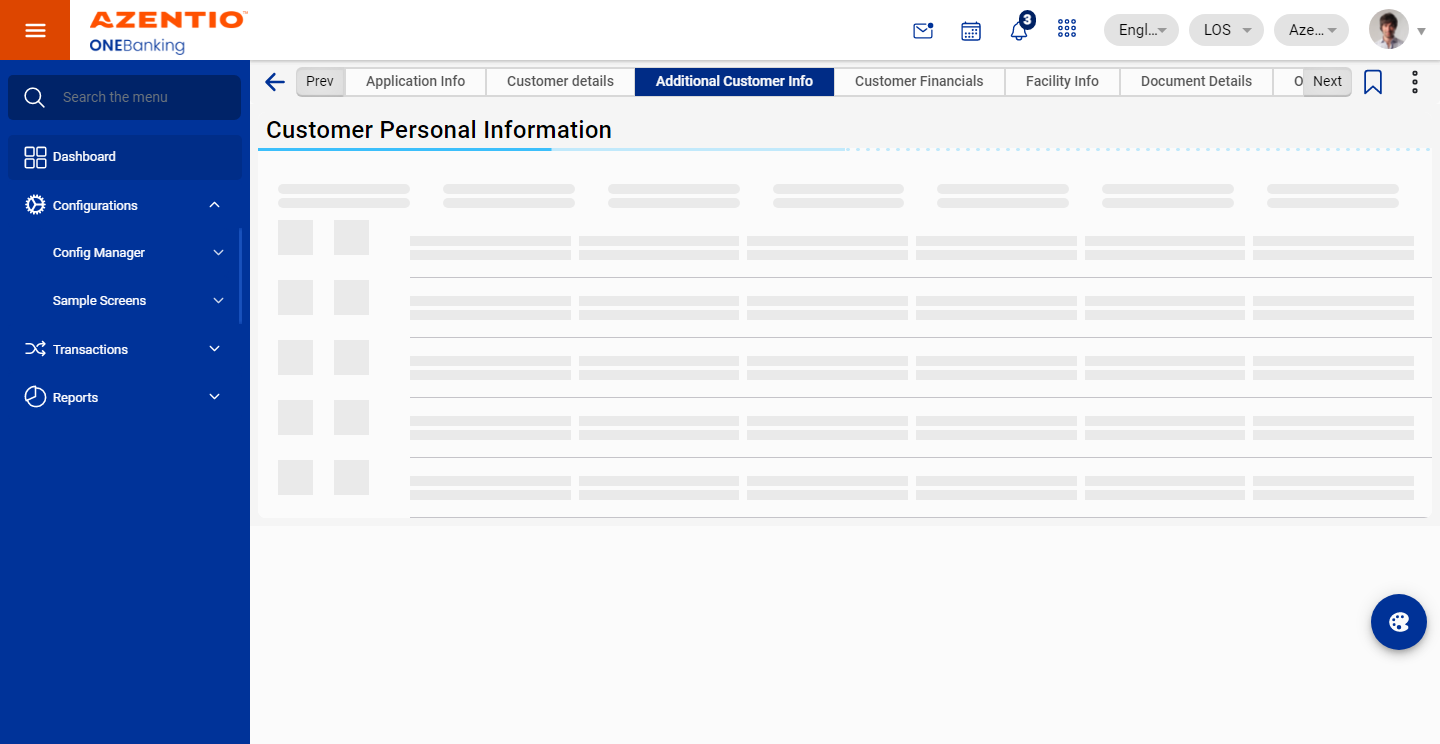 AZENTIO™
ONEBanking
3
Engl...
LOS
Aze...
Search the menu
Dashboard
Configurations
Config Manager
Sample Screens
Transactions
Reports
Prev
Application Info
Customer details
Additional Customer Info
Customer Financials
Facility Info
Document Details
O
Next
Customer Personal Information